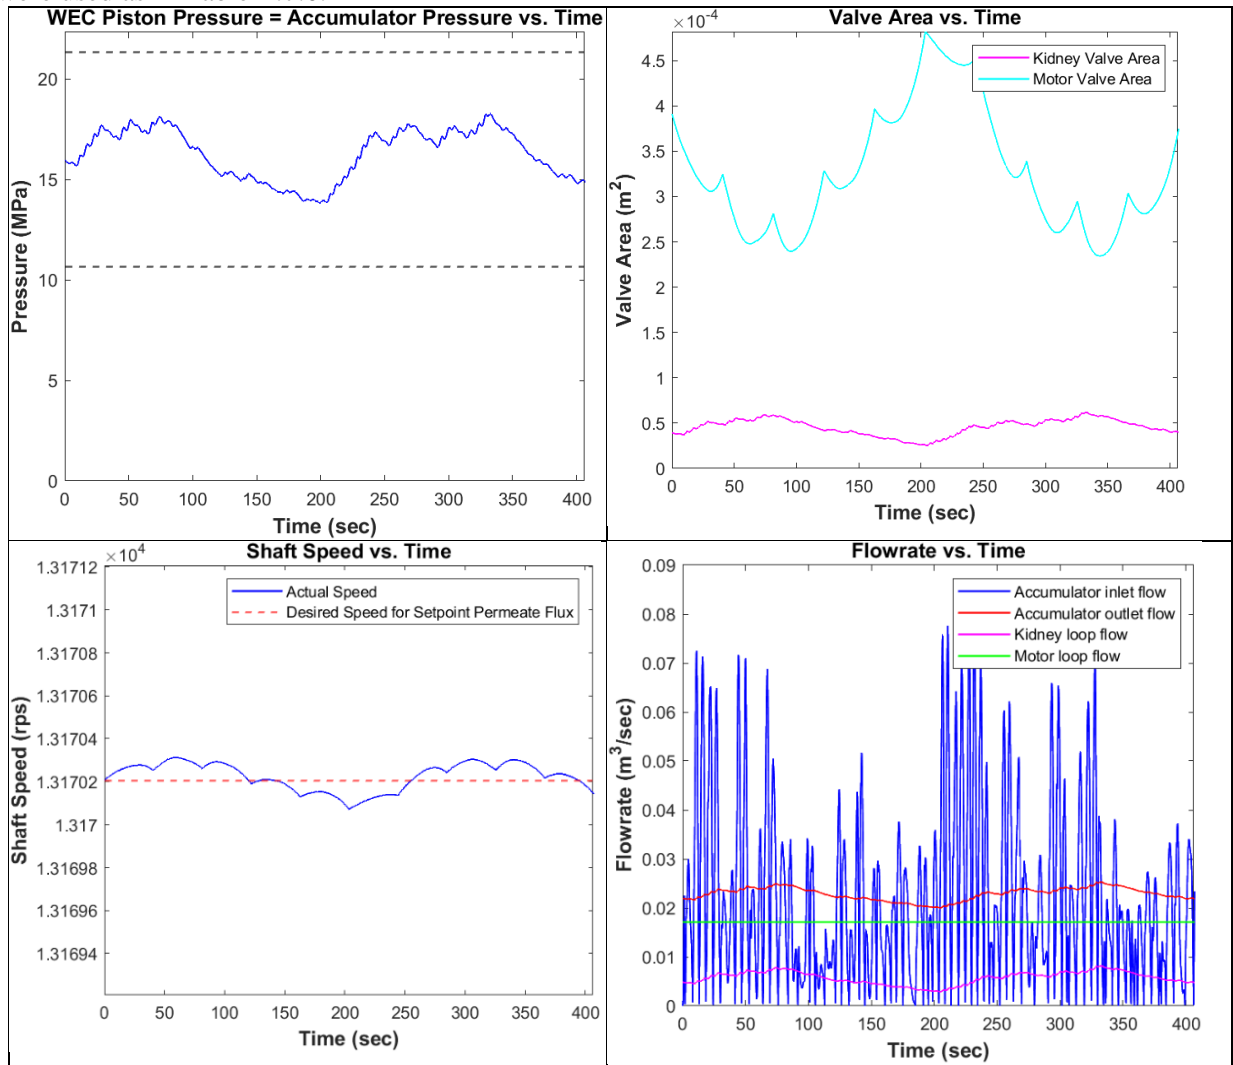 WEC Piston Pressure = Accumulator Pressure vs. Time
20
15
10
5
0
0 50 100 150 200 250 300 350 400
Pressure (MPa)
Time (sec)
Valve Area vs. Time
×10⁻⁴
Kidney Valve Area
Motor Valve Area
4.5
4
3.5
3
2.5
2
1.5
1
0.5
0
0 50 100 150 200 250 300 350 400
Valve Area (m²)
Time (sec)
Shaft Speed vs. Time
×10⁴
Actual Speed
Desired Speed for Setpoint Permeate Flux
1.31712
1.3171
1.31708
1.31706
1.31704
1.31702
1.317
1.31698
1.31696
1.31694
0 50 100 150 200 250 300 350 400
Shaft Speed (rps)
Time (sec)
Flowrate vs. Time
Accumulator inlet flow
Accumulator outlet flow
Kidney loop flow
Motor loop flow
0.09
0.08
0.07
0.06
0.05
0.04
0.03
0.02
0.01
0
0 50 100 150 200 250 300 350 400
Flowrate (m³/sec)
Time (sec)